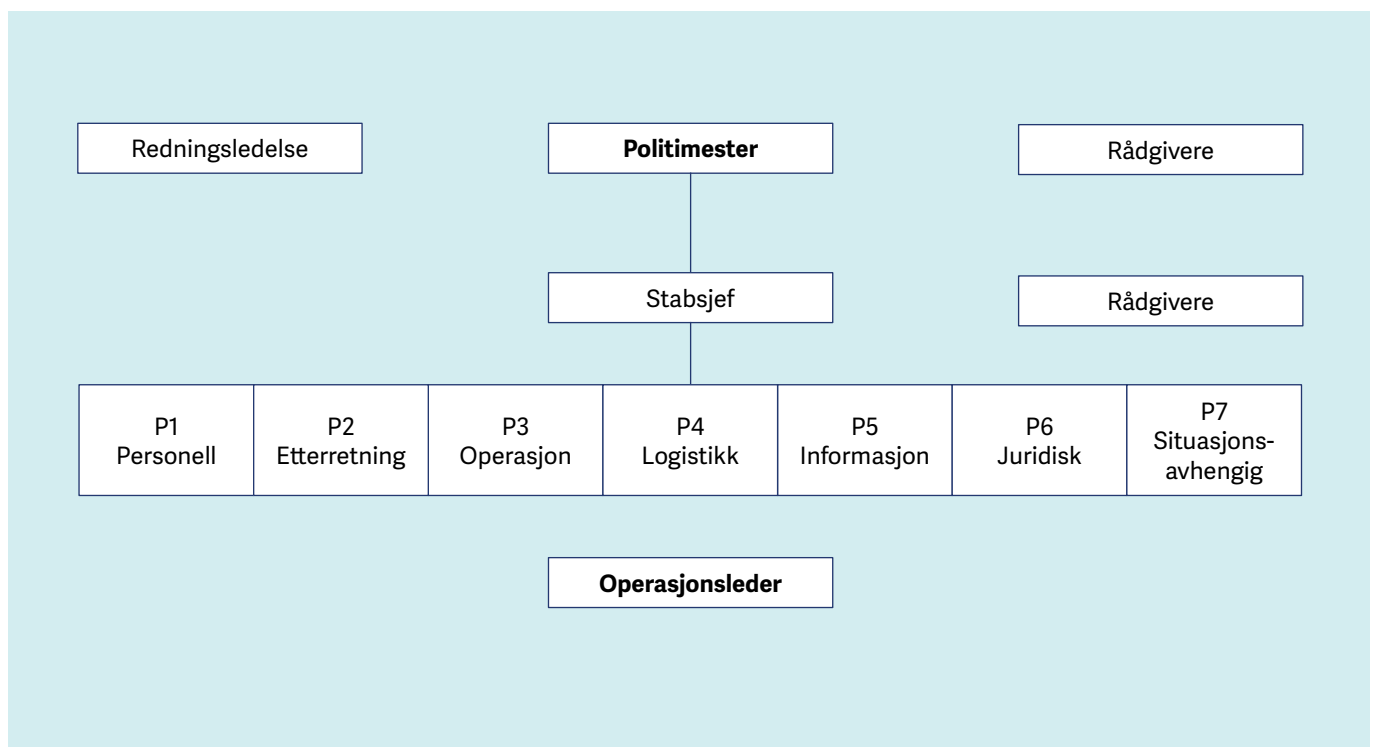 Redningsledelse
Politimester
Rådgivere
Stabsjef
Rådgivere
P1
Personell
P2
Etterretning
P3
Operasjon
P4
Logistikk
P5
Informasjon
P6
Juridisk
P7
Situasjons-
avhengig
Operasjonsleder